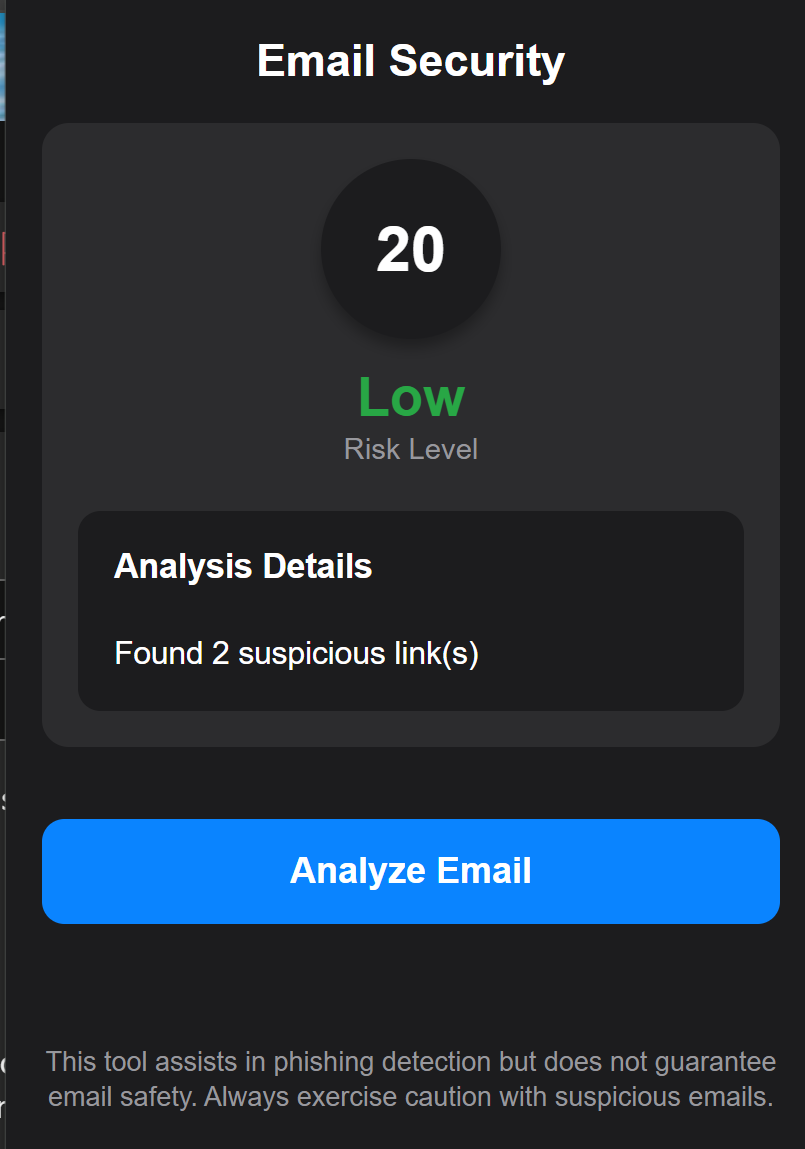 Email Security
20
Low
Risk Level
Analysis Details
Found 2 suspicious link(s)
Analyze Email
This tool assists in phishing detection but does not guarantee
email safety. Always exercise caution with suspicious emails.